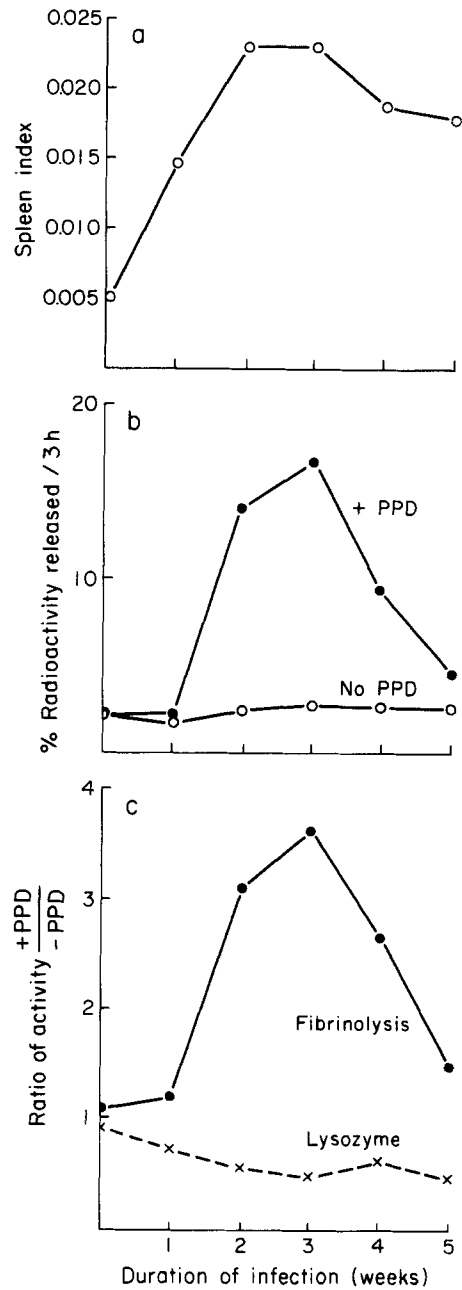 a
0.025
0.020
0.015
0.010
0.005
Spleen index
b
20
10
% Radioactivity released / 3h
+ PPD
No PPD
c
4
3
2
1
Ratio of activity +PPD / -PPD
Fibrinolysis
Lysozyme
1 2 3 4 5
Duration of infection (weeks)